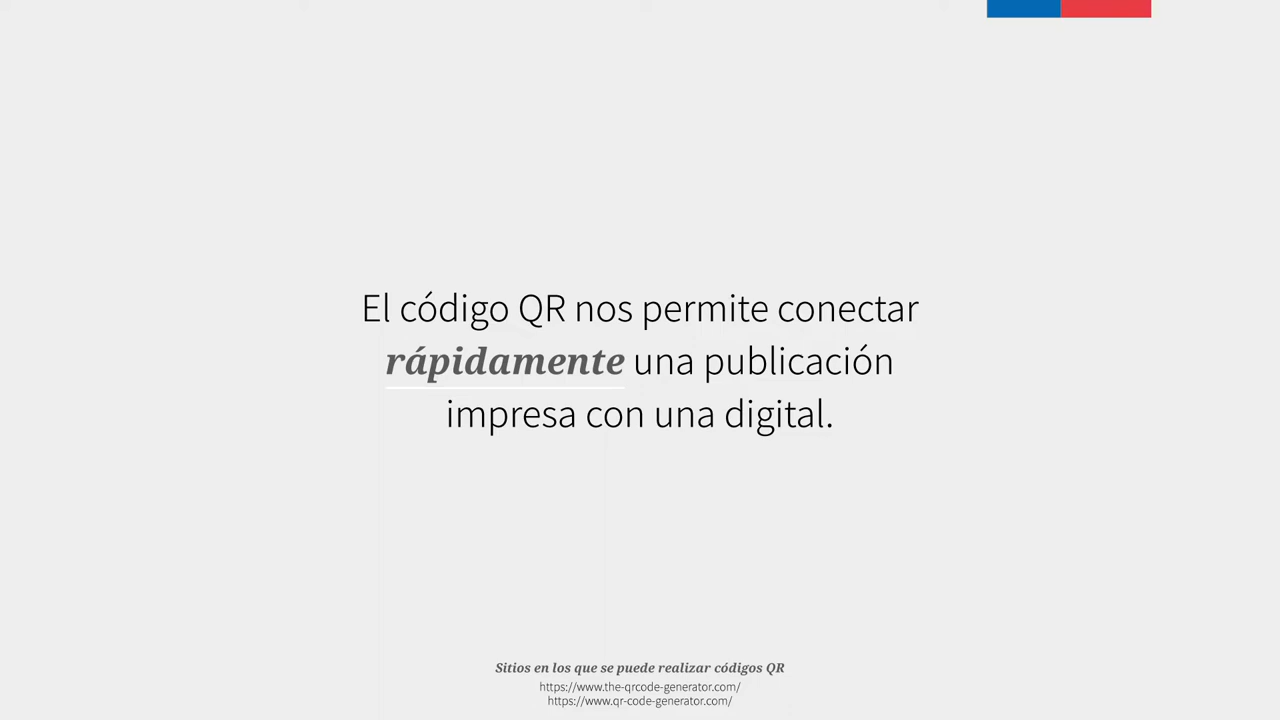 El código QR nos permite conectar
rápidamente una publicación
impresa con una digital.
Sitios en los que se puede realizar códigos QR
https://www.the-qrcode-generator.com/
https://www.qr-code-generator.com/